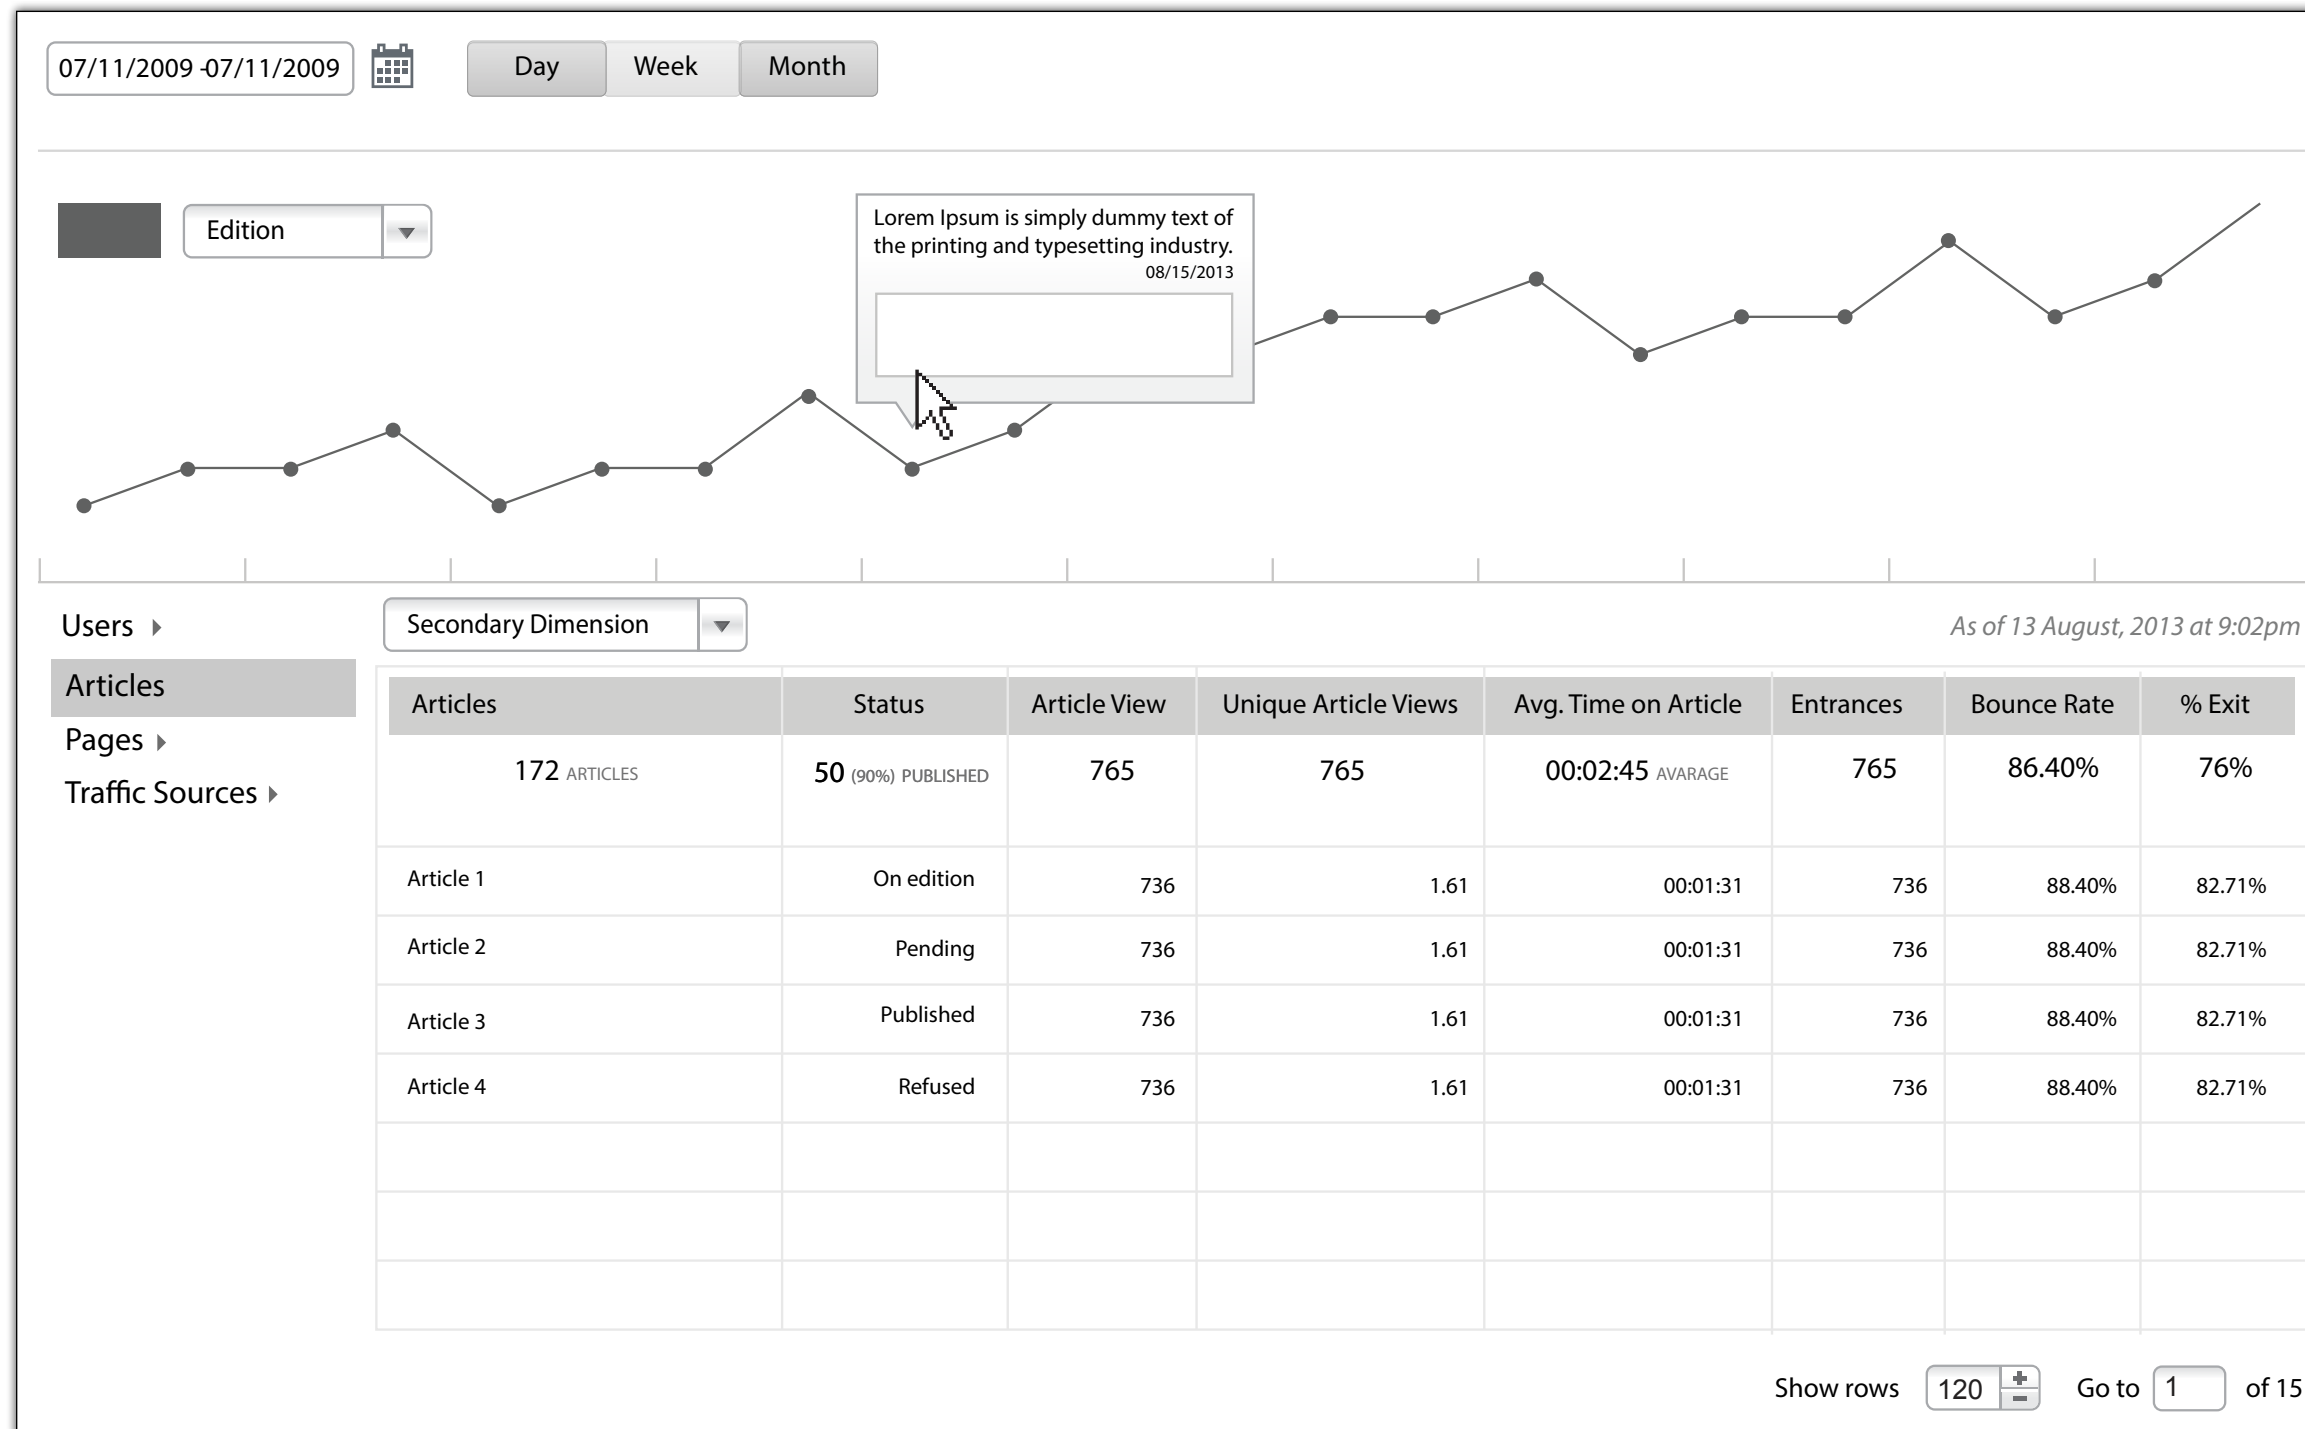 07/11/2009 -07/11/2009
Day Week Month
Edition
Lorem Ipsum is simply dummy text of
the printing and typesetting industry.
08/15/2013
Users
Articles
Pages
Traffic Sources
Secondary Dimension
As of 13 August, 2013 at 9:02pm
Articles Status Article View Unique Article Views Avg. Time on Article Entrances Bounce Rate % Exit
172 ARTICLES 50 (90%) PUBLISHED 765 765 00:02:45 AVARAGE 765 86.40% 76%
Article 1 On edition 736 1.61 00:01:31 736 88.40% 82.71%
Article 2 Pending 736 1.61 00:01:31 736 88.40% 82.71%
Article 3 Published 736 1.61 00:01:31 736 88.40% 82.71%
Article 4 Refused 736 1.61 00:01:31 736 88.40% 82.71%
Show rows 120 + − Go to 1 of 15